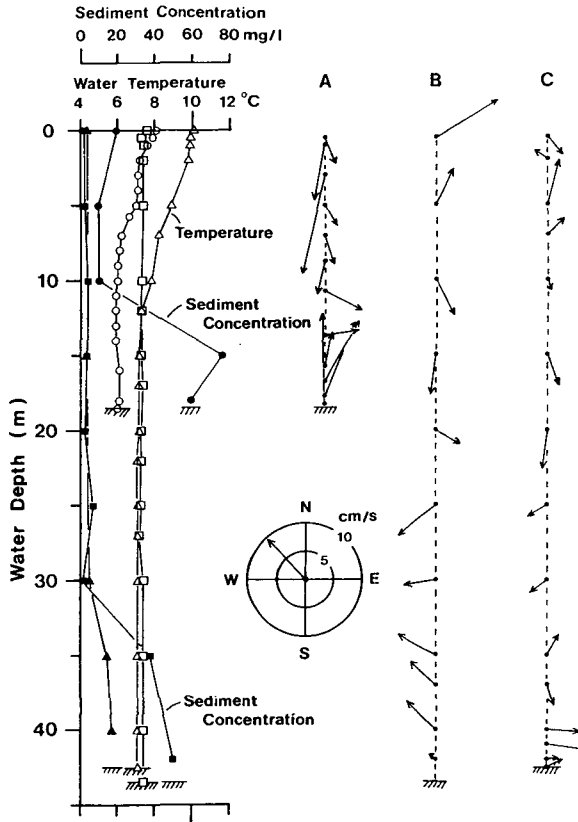 Sediment Concentration
0 20 40 60 80 mg/l
Water Temperature
4 6 8 10 12 °C
A B C
0
10
20
30
40
Water Depth (m)
Temperature
Sediment
Concentration
N
cm/s
10
5
W E
S
Sediment
Concentration